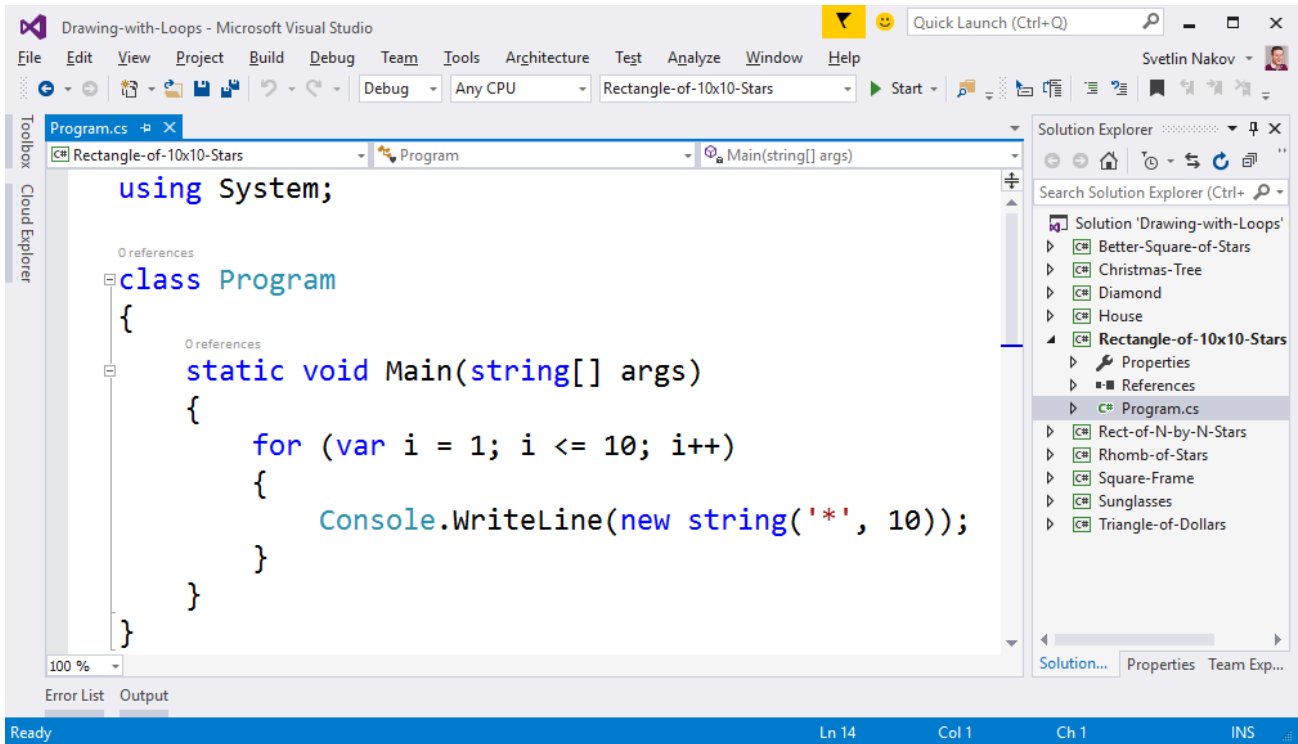 Drawing-with-Loops - Microsoft Visual Studio
Quick Launch (Ctrl+Q)
File Edit View Project Build Debug Team Tools Architecture Test Analyze Window Help
Svetlin Nakov
Debug Any CPU Rectangle-of-10x10-Stars Start
Toolbox
Cloud Explorer
Program.cs
Rectangle-of-10x10-Stars Program Main(string[] args)
using System;
0 references
class Program
{
0 references
static void Main(string[] args)
{
for (var i = 1; i <= 10; i++)
{
Console.WriteLine(new string('*', 10));
}
}
}
100 %
Solution Explorer
Search Solution Explorer (Ctrl+
Solution 'Drawing-with-Loops'
C# Better-Square-of-Stars
C# Christmas-Tree
C# Diamond
C# House
C# Rectangle-of-10x10-Stars
Properties
References
C# Program.cs
C# Rect-of-N-by-N-Stars
C# Rhomb-of-Stars
C# Square-Frame
C# Sunglasses
C# Triangle-of-Dollars
Solution... Properties Team Exp...
Error List Output
Ready Ln 14 Col 1 Ch 1 INS